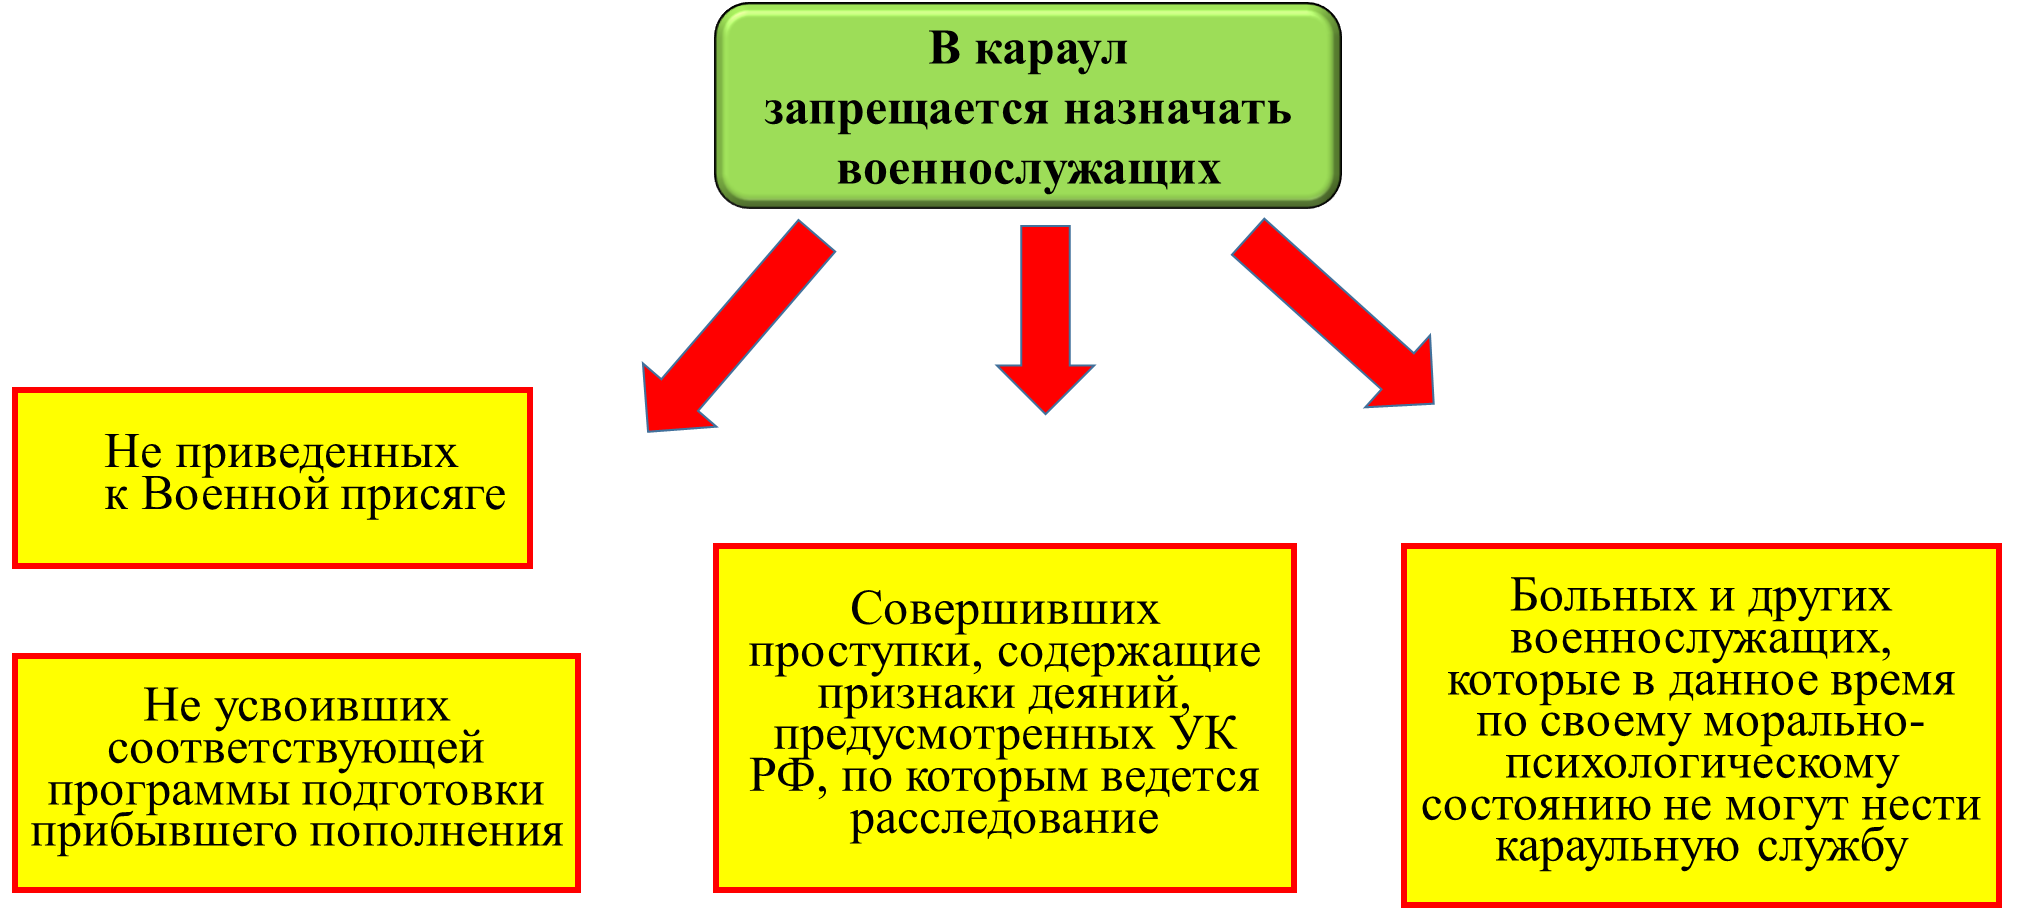 В караул
запрещается назначать
военнослужащих
Не приведенных
к Военной присяге
Не усвоивших
соответствующей
программы подготовки
прибывшего пополнения
Совершивших
проступки, содержащие
признаки деяний,
предусмотренных УК
РФ, по которым ведется
расследование
Больных и других
военнослужащих,
которые в данное время
по своему морально-
психологическому
состоянию не могут нести
караульную службу